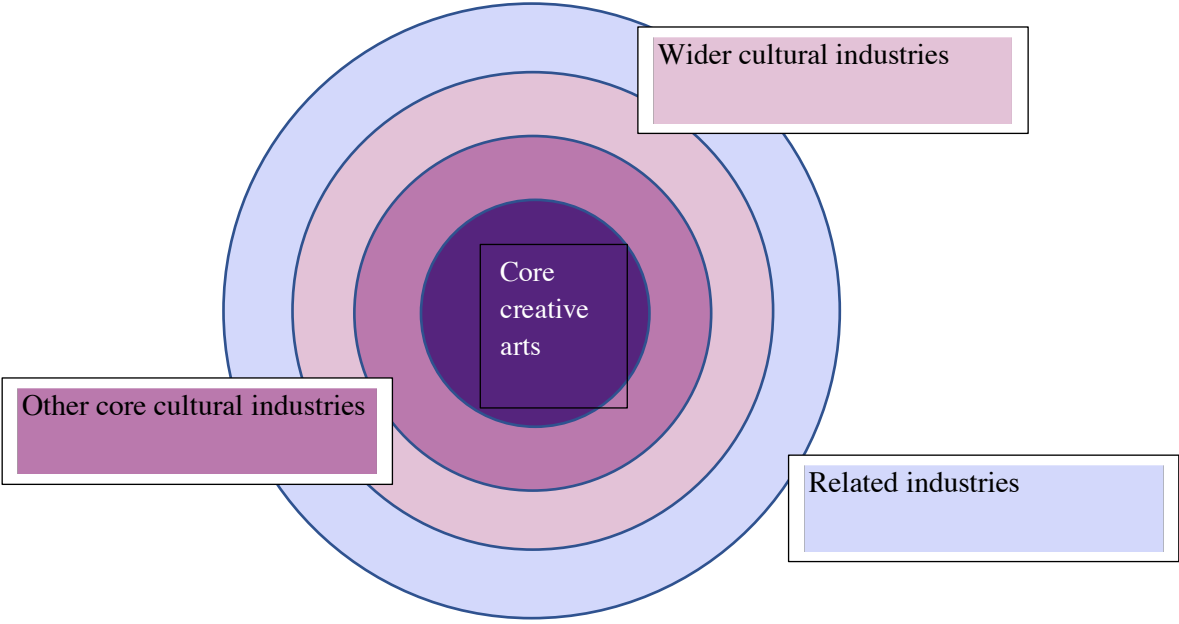 Wider cultural industries
Core
creative
arts
Other core cultural industries
Related industries